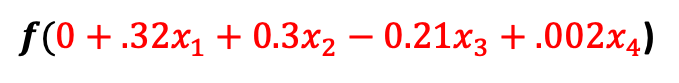 f(0 + .32x₁ + 0.3x₂ − 0.21x₃ + .002x₄)